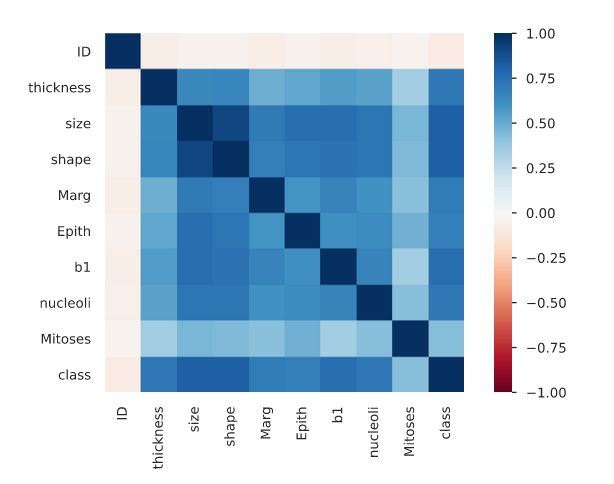 ID
thickness
size
shape
Marg
Epith
b1
nucleoli
Mitoses
class
ID
thickness
size
shape
Marg
Epith
b1
nucleoli
Mitoses
class
1.00
0.75
0.50
0.25
0.00
−0.25
−0.50
−0.75
−1.00